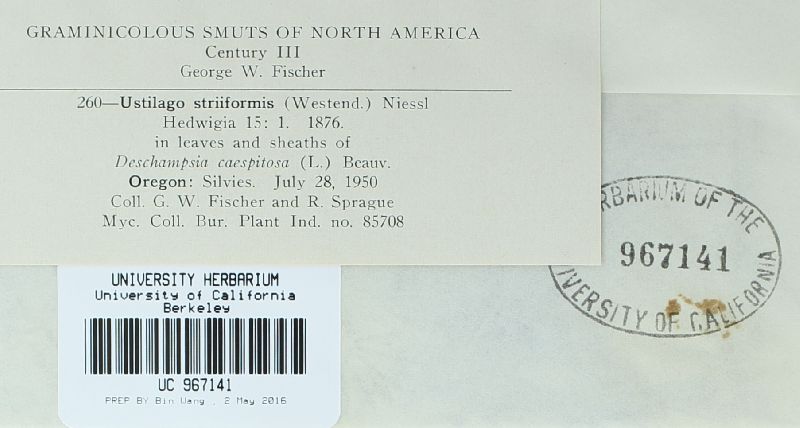 GRAMINICOLOUS SMUTS OF NORTH AMERICA
Century III
George W. Fischer
260—Ustilago striiformis (Westend.) Niessl
Hedwigia 15: 1. 1876.
in leaves and sheaths of
Deschampsia caespitosa (L.) Beauv.
Oregon: Silvies. July 28, 1950
Coll. G. W. Fischer and R. Sprague
Myc. Coll. Bur. Plant Ind. no. 85708
RBARIUM OF THE
967141
IVERSITY OF CALIFORNIA
UNIVERSITY HERBARIUM
University of California
Berkeley
UC 967141
PREP BY Bin Wang , 2 May 2016